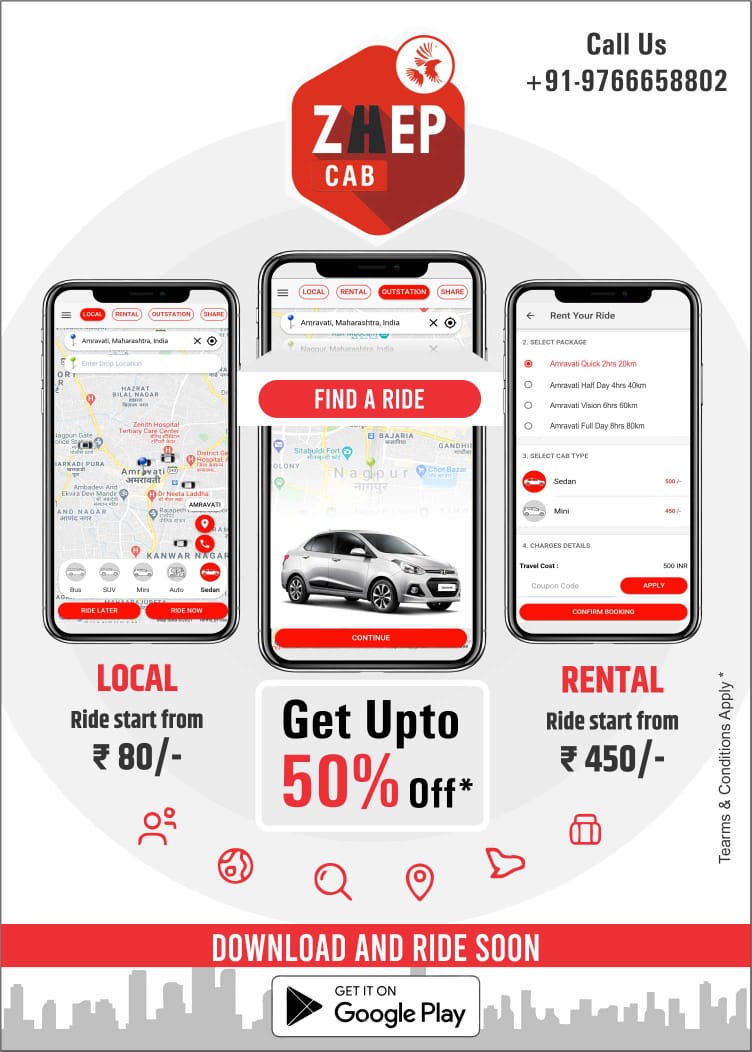 Call Us
+91-9766658802
ZHEP
CAB
LOCAL RENTAL OUTSTATION SHARE
Amravati, Maharashtra, India
Enter Drop Location
HAZRAT
BILAL NAGAR
Zenith Hospital
Tertiary Care Center
Amravati
अमरावती
Dr Neeta Laddha
AMRAVATI
KANWAR NAGAR
Bus SUV Mini Auto Sedan
RIDE LATER RIDE NOW
LOCAL RENTAL OUTSTATION SHARE
Amravati, Maharashtra, India
Nagpur, Maharashtra, India
FIND A RIDE
BAJARIA
Sitabuldi Fort
Nagpur
नागपुर
CONTINUE
Rent Your Ride
2. SELECT PACKAGE
Amravati Quick 2hrs 20km
Amravati Half Day 4hrs 40km
Amravati Vision 6hrs 60km
Amravati Full Day 8hrs 80km
3. SELECT CAB TYPE
Sedan 500 /-
Mini 450 /-
4. CHARGES DETAILS
Travel Cost : 500 INR
Coupon Code APPLY
CONFIRM BOOKING
LOCAL
Ride start from
₹ 80/-
Get Upto
50% Off*
RENTAL
Ride start from
₹ 450/-
Tearms & Conditions Apply *
DOWNLOAD AND RIDE SOON
GET IT ON
Google Play